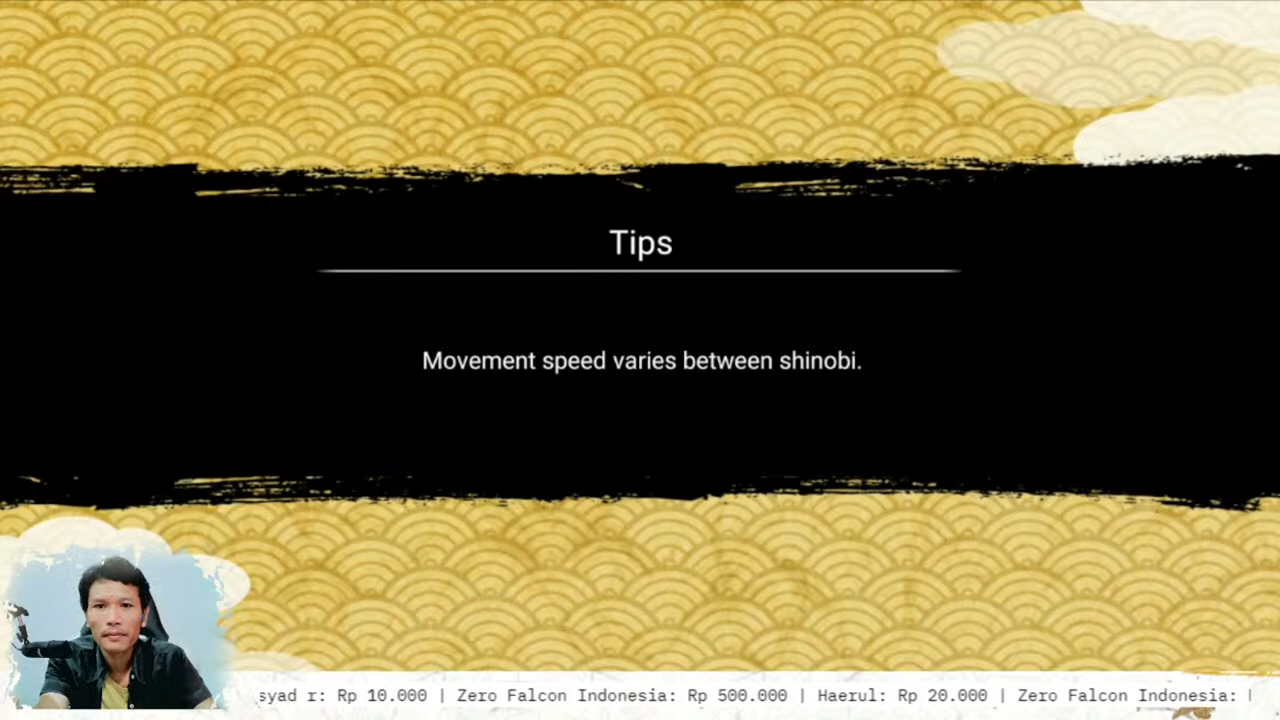 Tips
Movement speed varies between shinobi.
syad r: Rp 10.000 | Zero Falcon Indonesia: Rp 500.000 | Haerul: Rp 20.000 | Zero Falcon Indonesia: